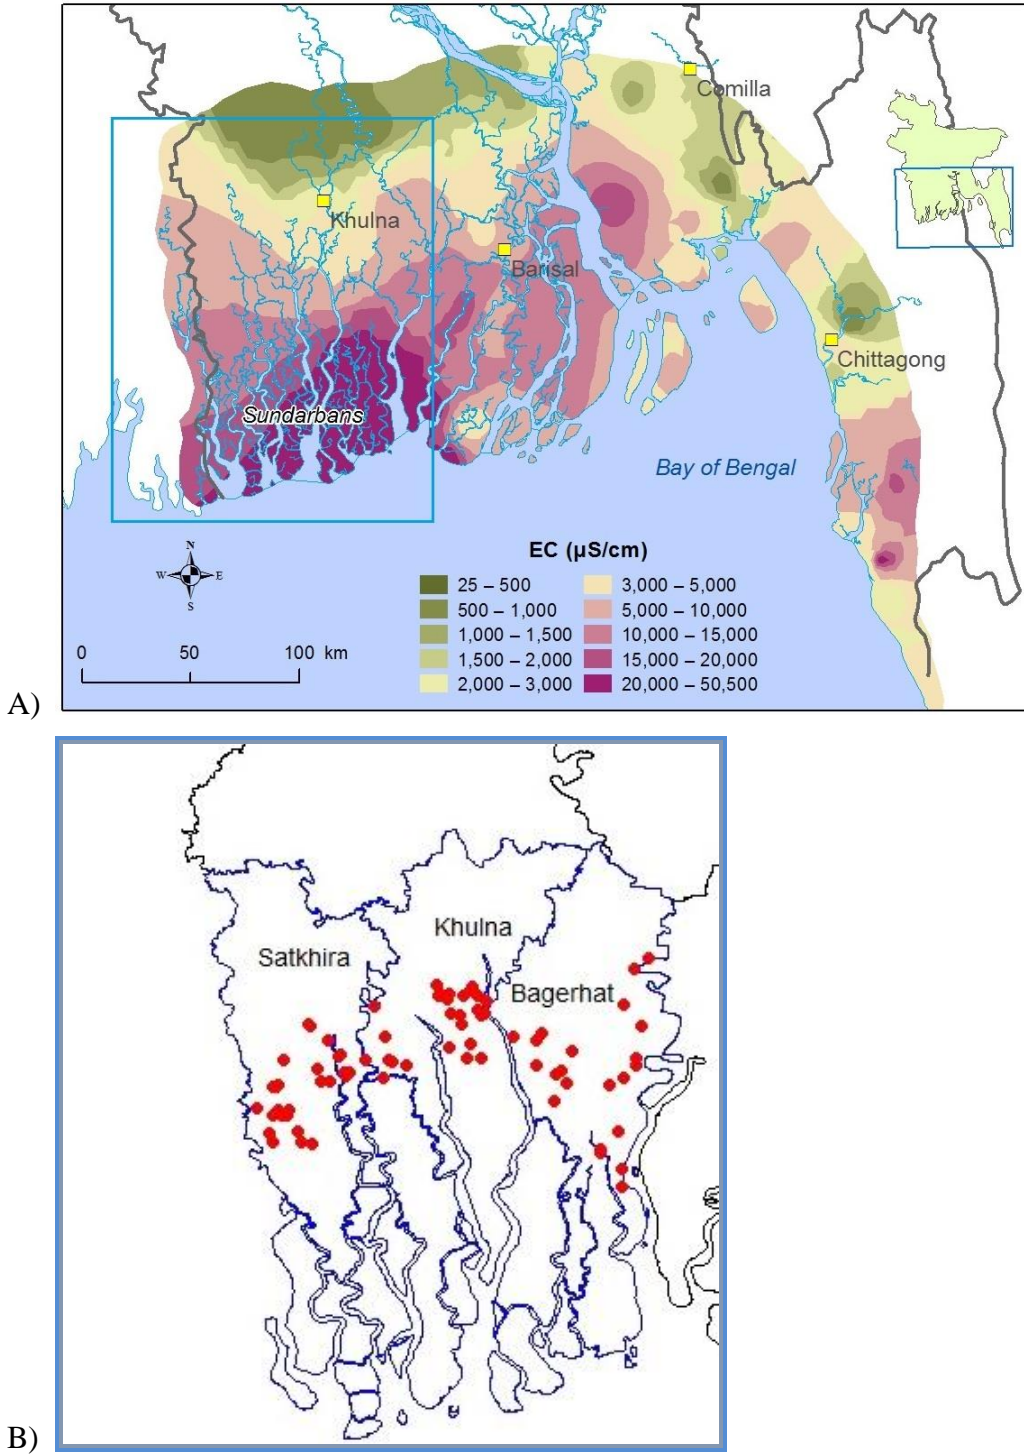 Comilla
Khulna
Barisal
Chittagong
Sundarbans
Bay of Bengal
N
W E
S
EC (µS/cm)
25 – 500 3,000 – 5,000
500 – 1,000 5,000 – 10,000
1,000 – 1,500 10,000 – 15,000
1,500 – 2,000 15,000 – 20,000
2,000 – 3,000 20,000 – 50,500
0 50 100 km
A)
Khulna
Satkhira
Bagerhat
B)